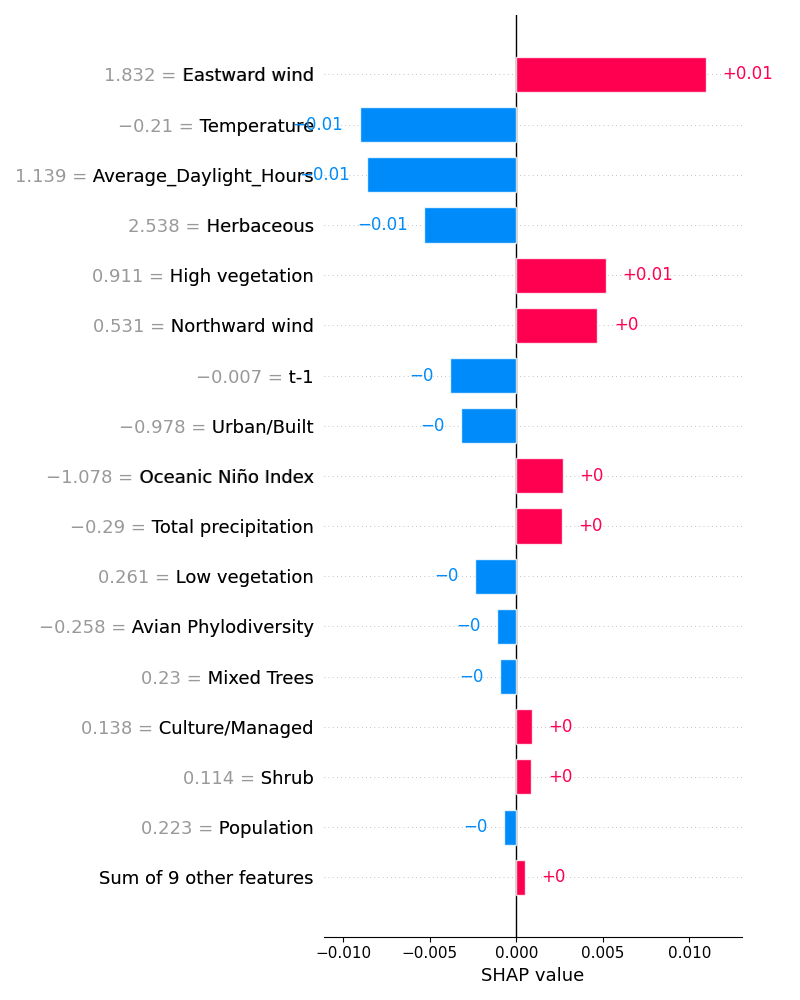 1.832 = Eastward wind +0.01
−0.21 = Temperature −0.01
1.139 = Average_Daylight_Hours −0.01
2.538 = Herbaceous −0.01
0.911 = High vegetation +0.01
0.531 = Northward wind +0
−0.007 = t-1 −0
−0.978 = Urban/Built −0
−1.078 = Oceanic Niño Index +0
−0.29 = Total precipitation +0
0.261 = Low vegetation −0
−0.258 = Avian Phylodiversity −0
0.23 = Mixed Trees −0
0.138 = Culture/Managed +0
0.114 = Shrub +0
0.223 = Population −0
Sum of 9 other features +0
−0.010 −0.005 0.000 0.005 0.010
SHAP value